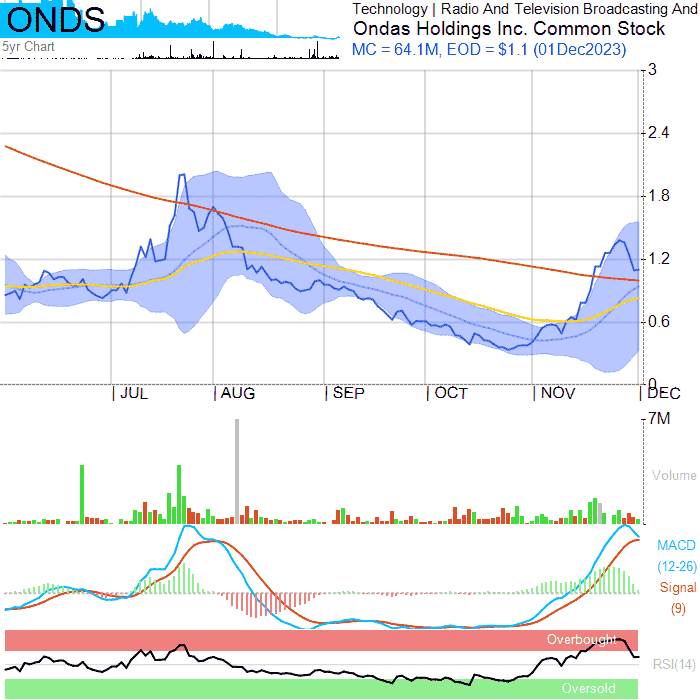 ONDS
5yr Chart
Technology | Radio And Television Broadcasting And
Ondas Holdings Inc. Common Stock
MC = 64.1M, EOD = $1.1 (01Dec2023)
3
2.4
1.8
1.2
0.6
0
JUL
AUG
SEP
OCT
NOV
DEC
7M
Volume
MACD
(12-26)
Signal
(9)
Overbought
RSI(14)
Oversold